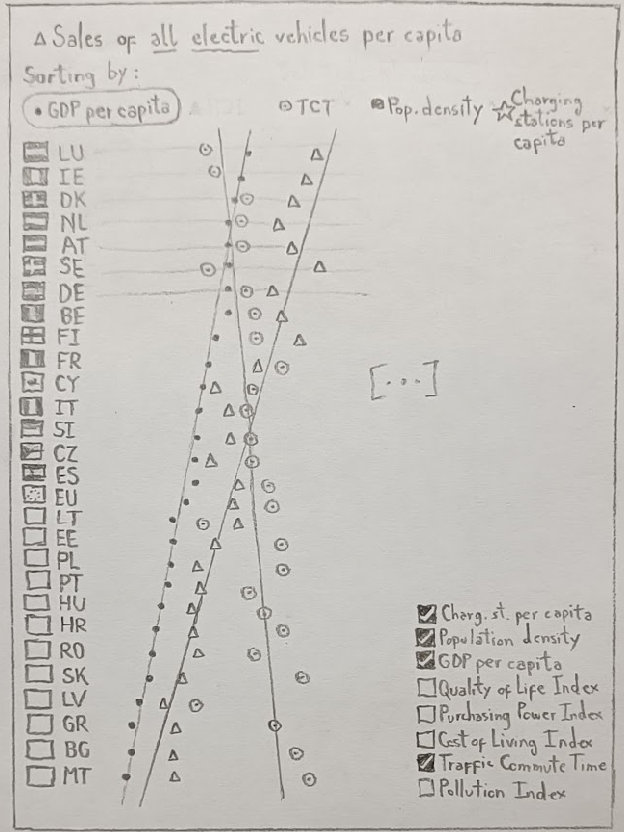 △ Sales of all electric vehicles per capita
Sorting by:
• GDP per capita
⊙ TCT
Pop. density
☆ Charging
stations per
capita
LU
IE
DK
NL
AT
SE
DE
BE
FI
FR
CY
IT
SI
CZ
ES
EU
LT
EE
PL
PT
HU
HR
RO
SK
LV
GR
BG
MT
[...]
Charg. st. per capita
Population density
GDP per capita
Quality of Life Index
Purchasing Power Index
Cost of Living Index
Traffic Commute Time
Pollution Index